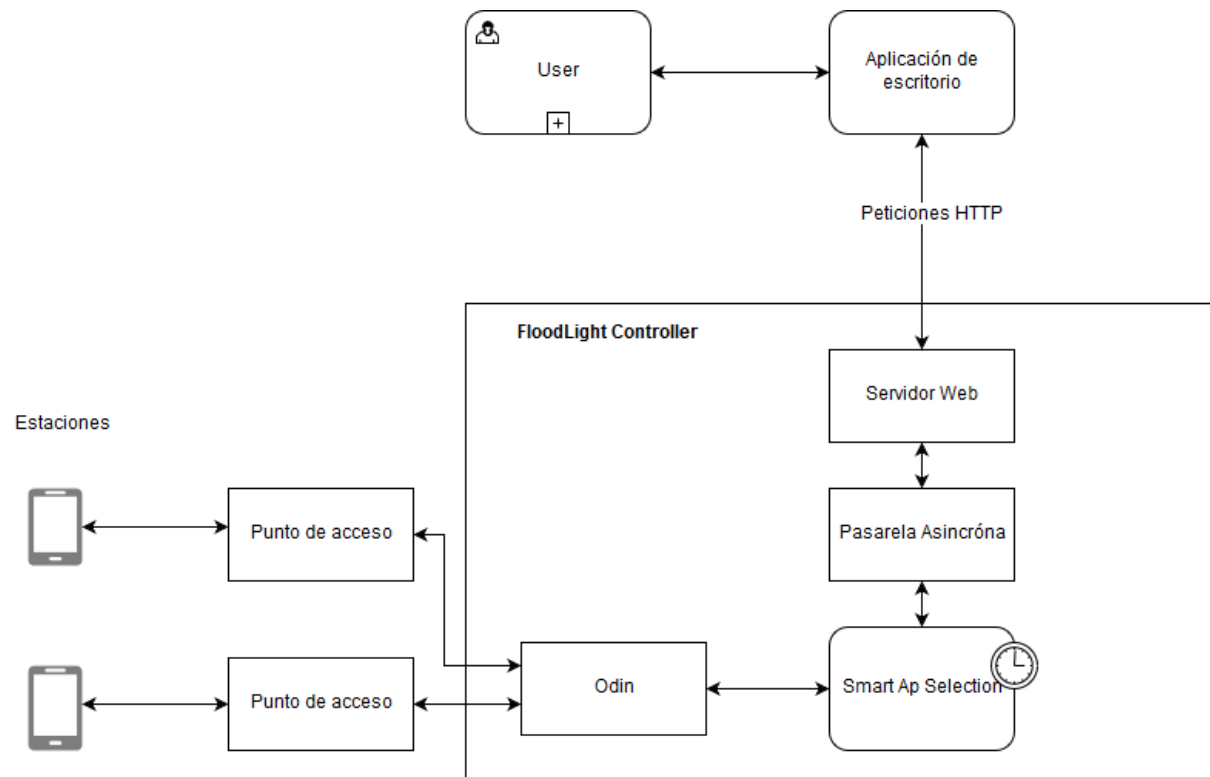 User
Aplicación de
escritorio
Peticiones HTTP
FloodLight Controller
Servidor Web
Estaciones
Punto de acceso
Pasarela Asincróna
Punto de acceso
Odin
Smart Ap Selection